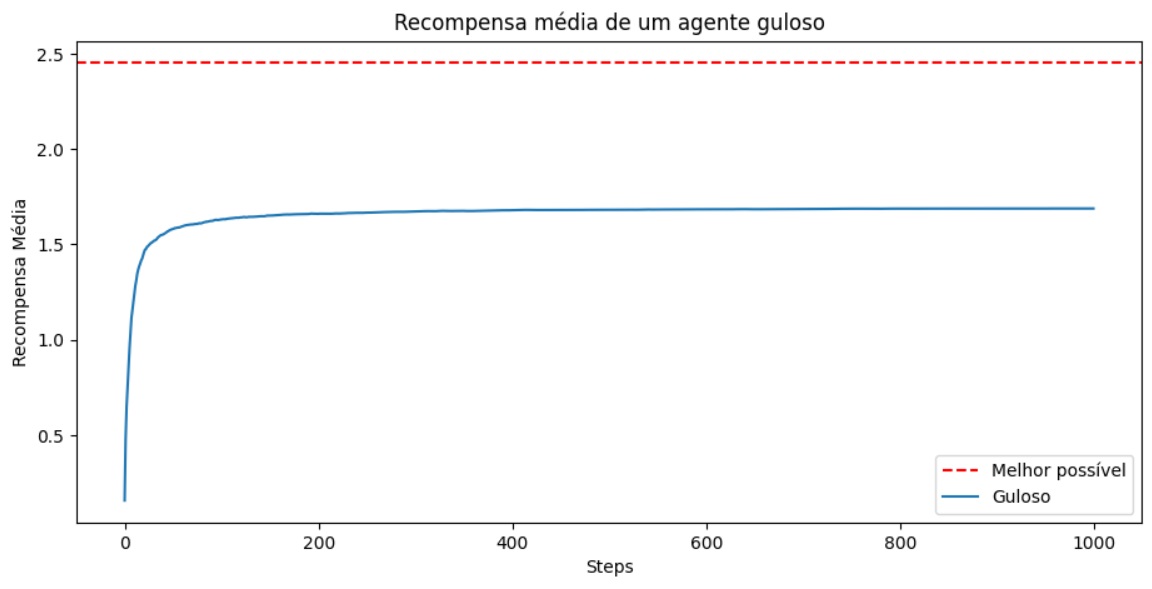 Recompensa média de um agente guloso
Recompensa Média
2.5
2.0
1.5
1.0
0.5
0
200
400
600
800
1000
Steps
Melhor possível
Guloso